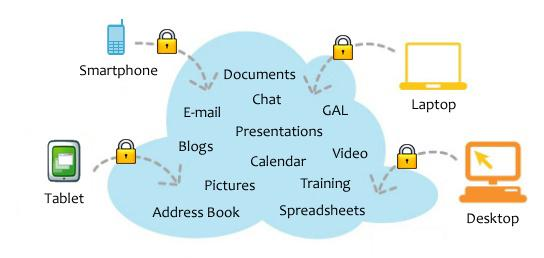 Smartphone
Documents
Laptop
Chat
E-mail
GAL
Presentations
Blogs
Calendar
Video
Tablet
Pictures
Training
Desktop
Address Book
Spreadsheets